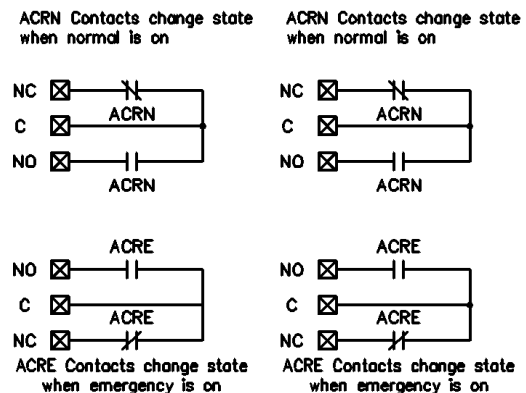 ACRN Contacts change state
when normal is on
NC
ACRN
C
NO
ACRN
ACRN Contacts change state
when normal is on
NC
ACRN
C
NO
ACRN
ACRE
NO
C
ACRE
NC
ACRE Contacts change state
when emergency is on
ACRE
NO
C
ACRE
NC
ACRE Contacts change state
when emergency is on